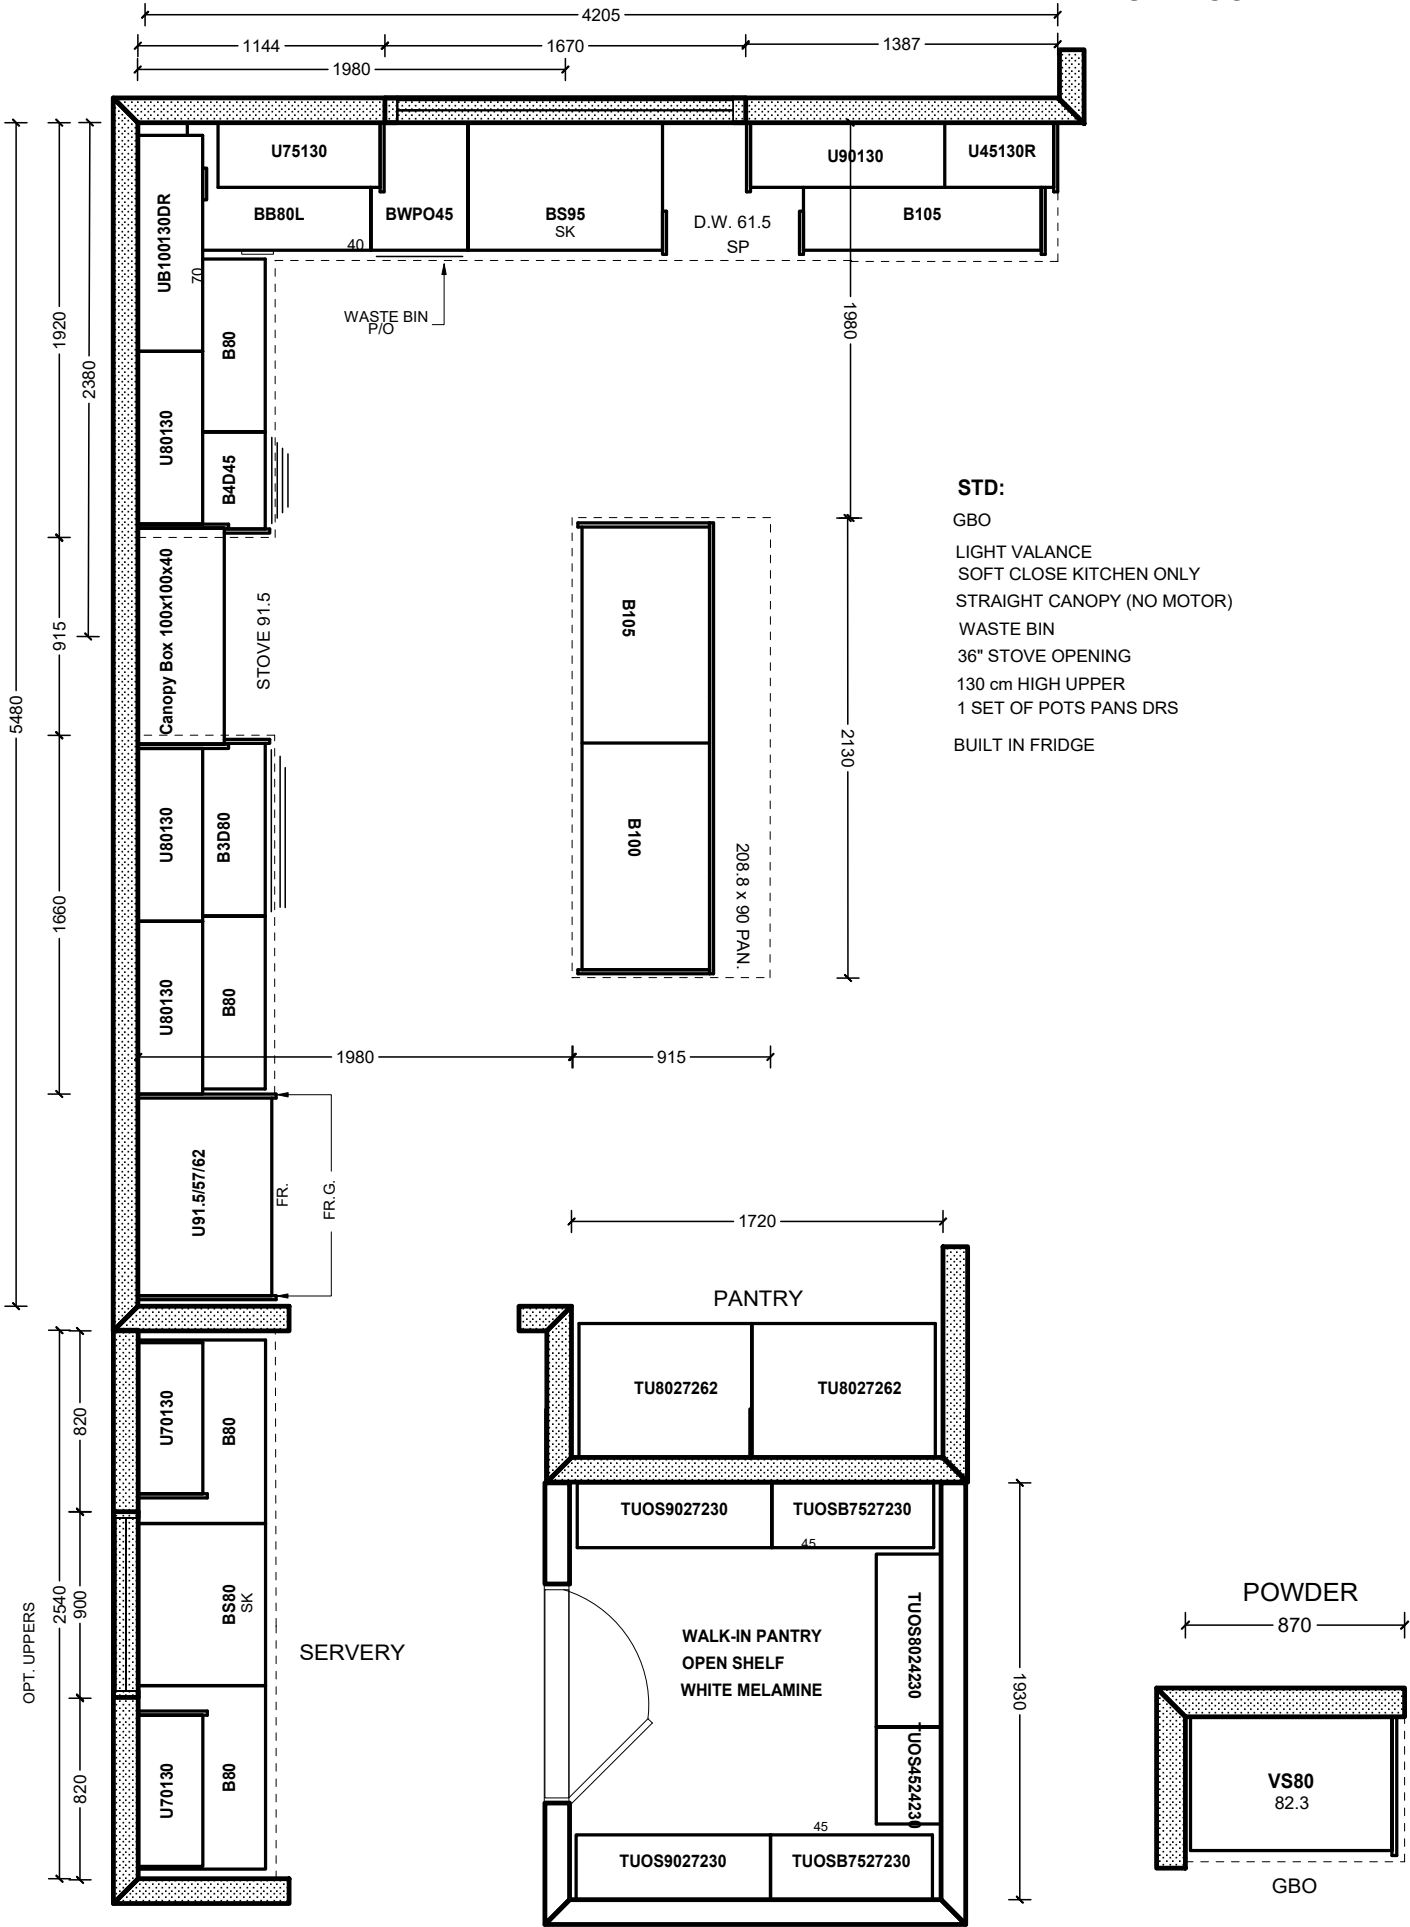 4205
1144
1670
1387
1980
U75130
U90130
U45130R
UB100130DR
BB80L
BWPO45
BS95
SK
D.W. 61.5
SP
B105
40
70
WASTE BIN
P/O
1920
2380
1980
B80
U80130
B4D45
STD:
GBO
LIGHT VALANCE
SOFT CLOSE KITCHEN ONLY
STRAIGHT CANOPY (NO MOTOR)
WASTE BIN
36" STOVE OPENING
130 cm HIGH UPPER
1 SET OF POTS PANS DRS
BUILT IN FRIDGE
Canopy Box 100x100x40
STOVE 91.5
915
5480
B105
2130
U80130
B3D80
B100
208.8 x 90 PAN.
1660
U80130
B80
1980
915
U91.5/57/62
FR.
FR.G.
1720
PANTRY
TU8027262
TU8027262
820
U70130
B80
TUOS9027230
TUOSB7527230
45
OPT. UPPERS
2540
900
BS80
SK
SERVERY
WALK-IN PANTRY
OPEN SHELF
WHITE MELAMINE
TUOS8024230
TUOS4524230
1930
820
U70130
B80
45
TUOS9027230
TUOSB7527230
POWDER
870
VS80
82.3
GBO